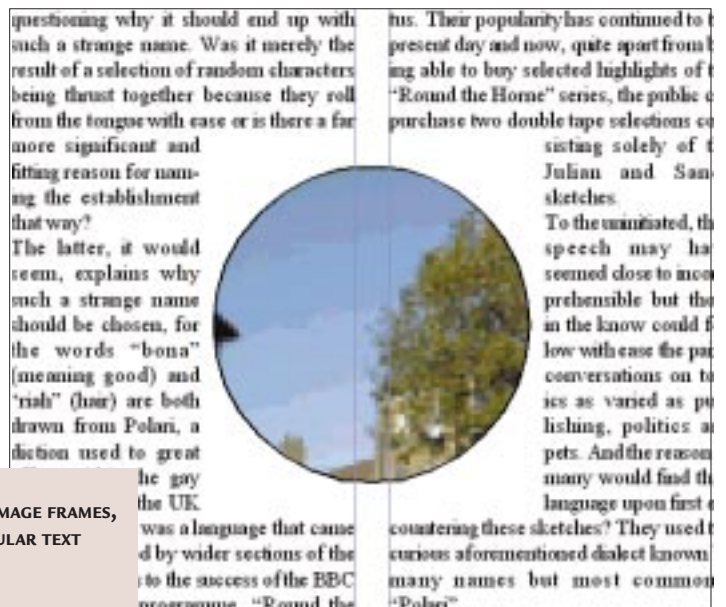 questioning why it should end up with
such a strange name. Was it merely the
result of a selection of random characters
being thrust together because they roll
from the tongue with ease or is there a far
more significant and
fitting reason for nam-
ing the establishment
that way?
The latter, it would
seem, explains why
such a strange name
should be chosen, for
the words “bona”
(meaning good) and
“riah” (hair) are both
drawn from Polari, a
diction used to great
he gay
the UK
was a language that came
d by wider sections of the
s to the success of the BBC
programme, “Round the
tus. Their popularity has continued to t
present day and now, quite apart from b
ing able to buy selected highlights of t
“Round the Horne” series, the public c
purchase two double tape selections co
sisting solely of t
Julian and San
sketches.
To the uninitiated, th
speech may ha
seemed close to inco
prehensible but tho
in the know could f
low with ease the pa
conversations on to
ics as varied as pu
lishing, politics a
pets. And the reason
many would find th
language upon first e
countering these sketches? They used t
curious aforementioned dialect known
many names but most common
“Polari”
MAGE FRAMES,
ULAR TEXT